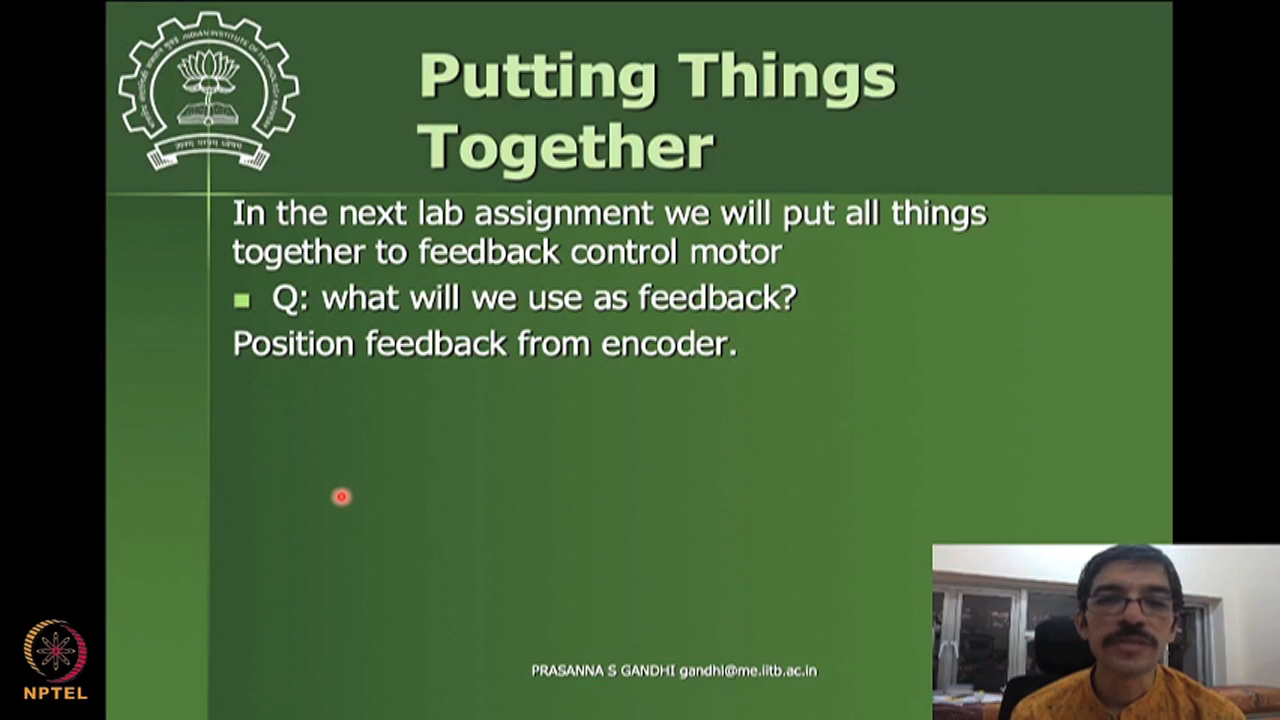 Putting Things
Together
In the next lab assignment we will put all things
together to feedback control motor
Q: what will we use as feedback?
Position feedback from encoder.
PRASANNA S GANDHI gandhi@me.iitb.ac.in
NPTEL